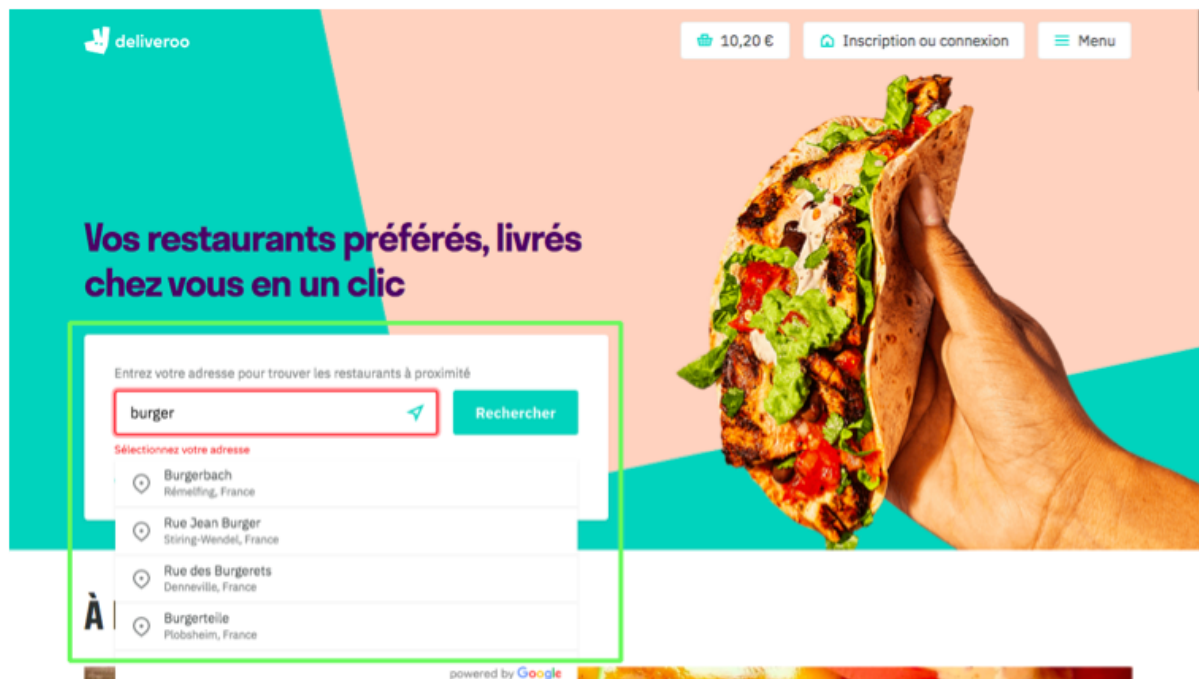 deliveroo
10,20 €
Inscription ou connexion
Menu
Vos restaurants préférés, livrés
chez vous en un clic
Entrez votre adresse pour trouver les restaurants à proximité
burger
Rechercher
Sélectionnez votre adresse
Burgerbach
Rémelfing, France
Rue Jean Burger
Stiring-Wendel, France
Rue des Burgerets
Denneville, France
Burgerteile
Plobsheim, France
À
powered by Google